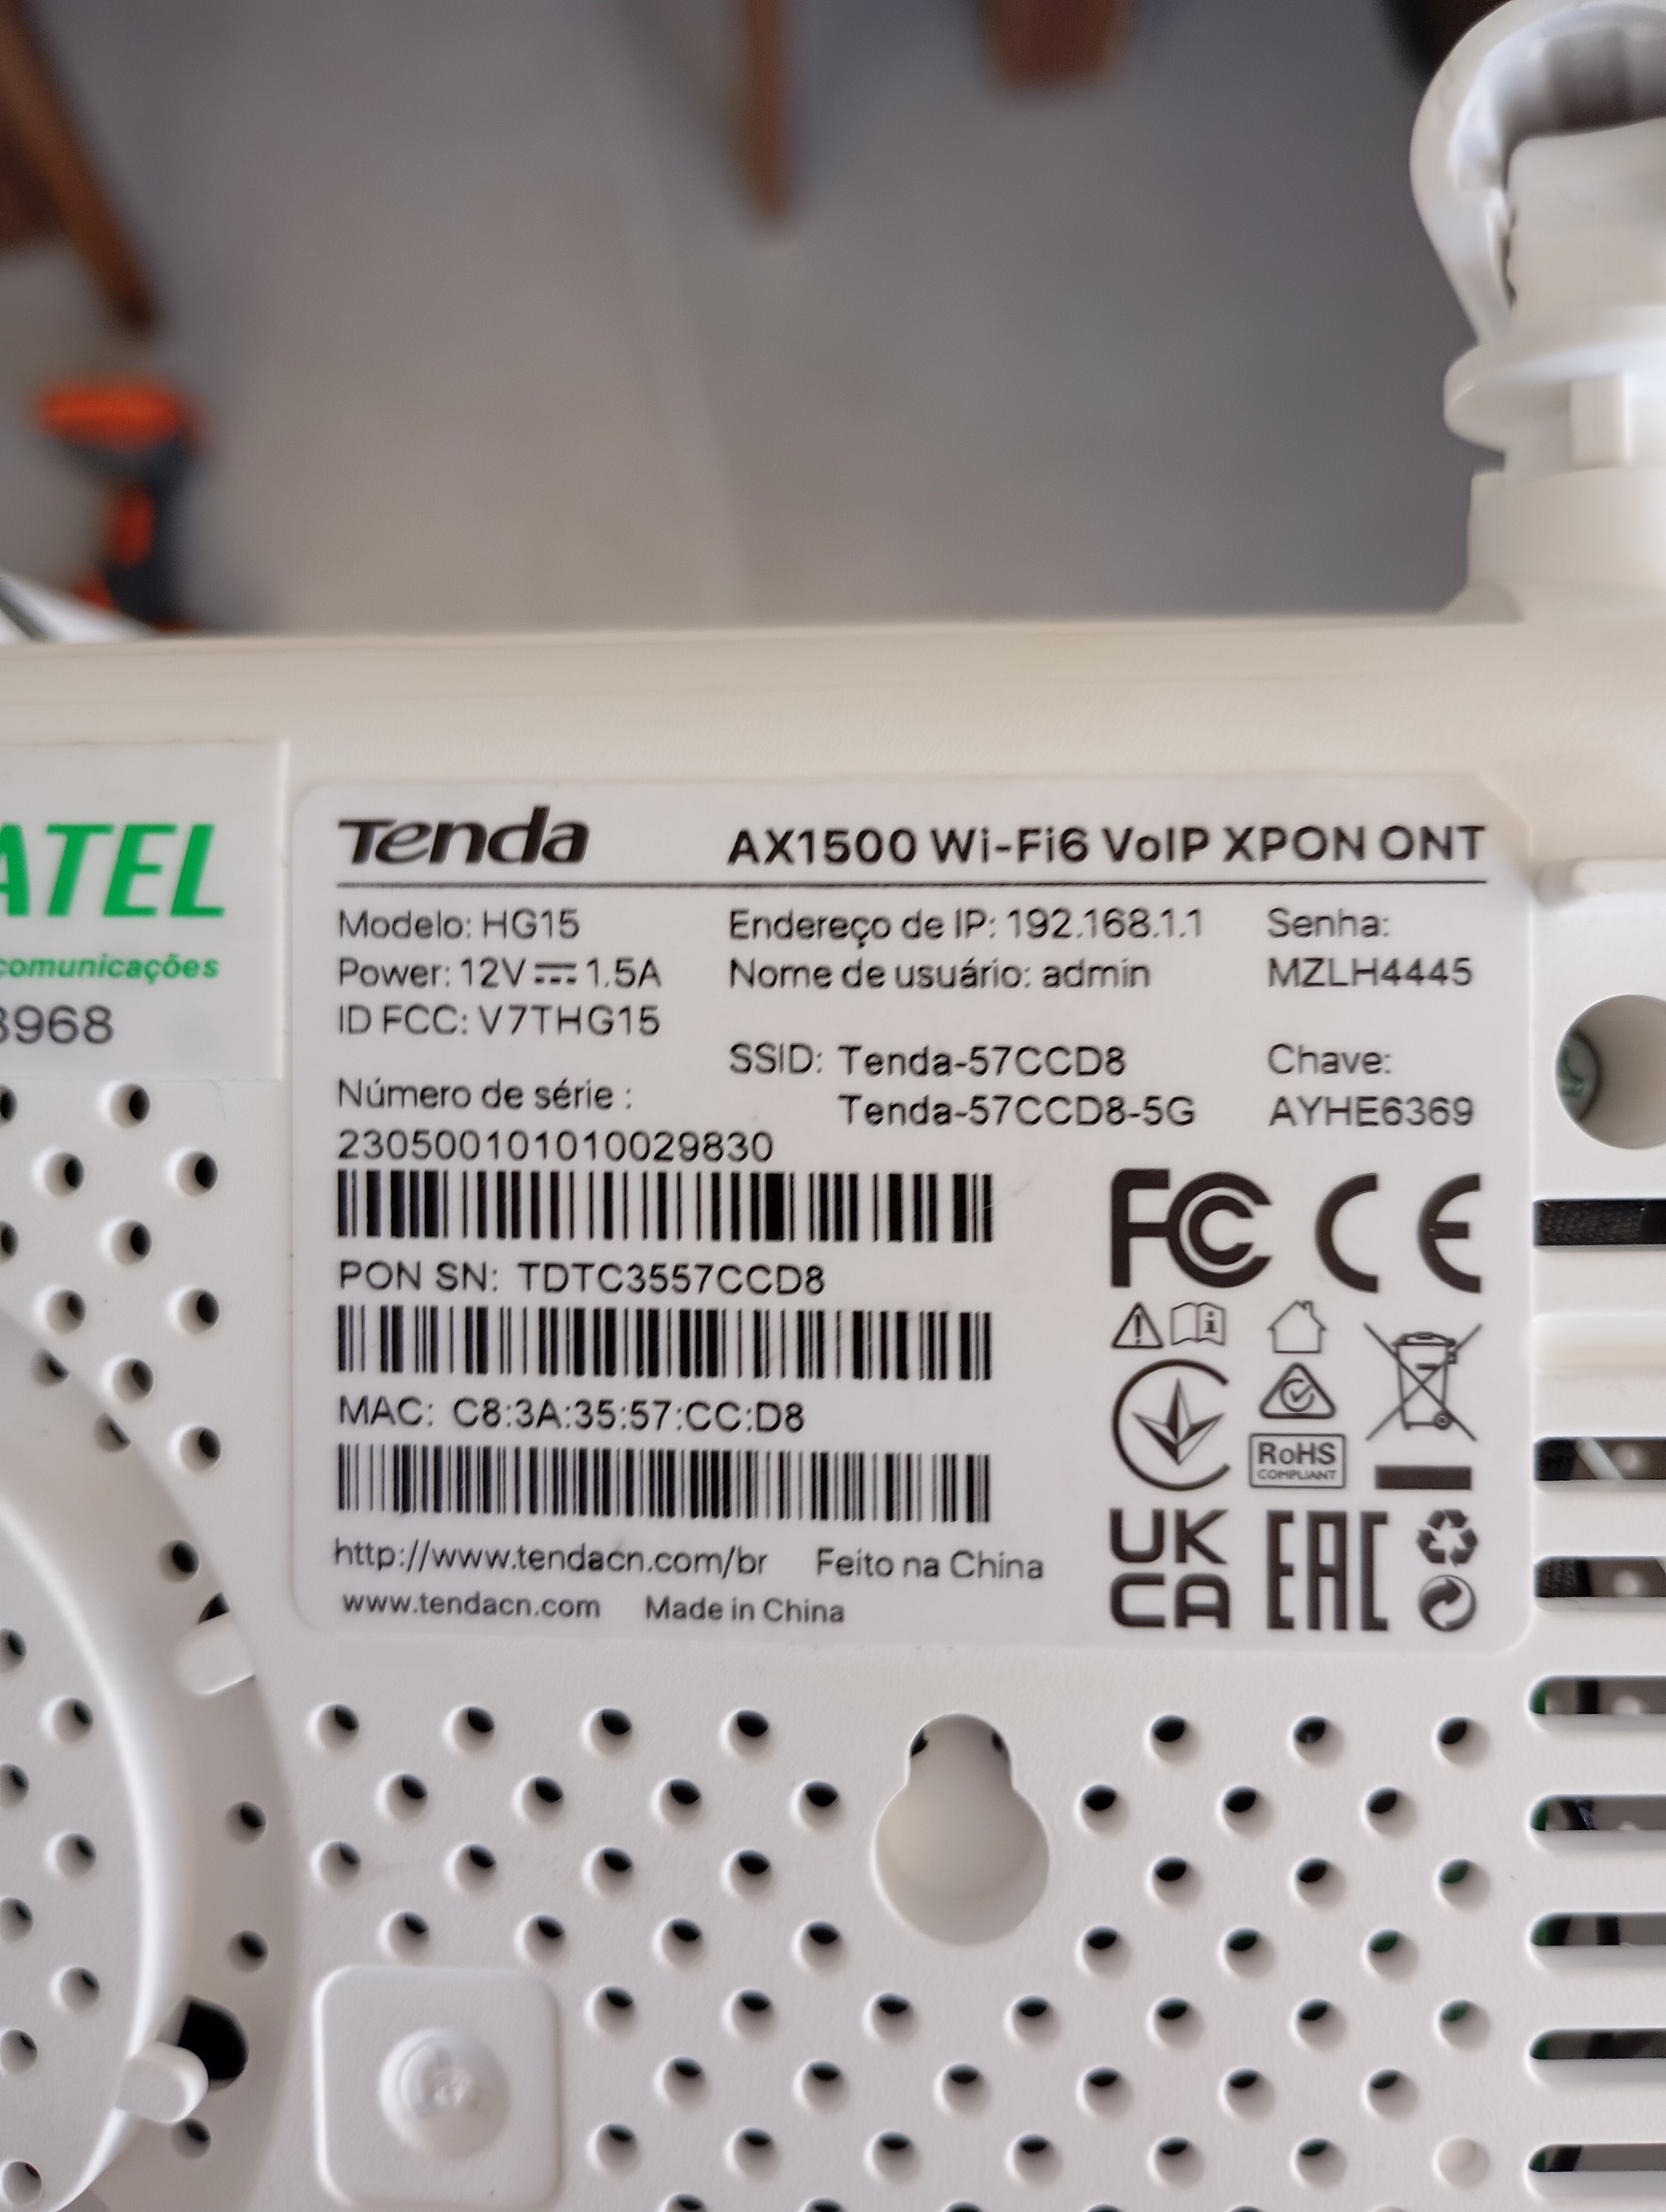 ATEL
comunicações
3968
Tenda AX1500 Wi-Fi6 VoIP XPON ONT
Modelo: HG15 Endereço de IP: 192.168.1.1 Senha:
Power: 12V 1.5A Nome de usuário: admin MZLH4445
ID FCC: V7THG15
SSID: Tenda-57CCD8 Chave:
Tenda-57CCD8-5G AYHE6369
Número de série :
230500101010029830
PON SN: TDTC3557CCD8
MAC: C8:3A:35:57:CC:D8
FC CE
RoHS
COMPLIANT
UK
CA
EAC
http://www.tendacn.com/br Feito na China
www.tendacn.com Made in China